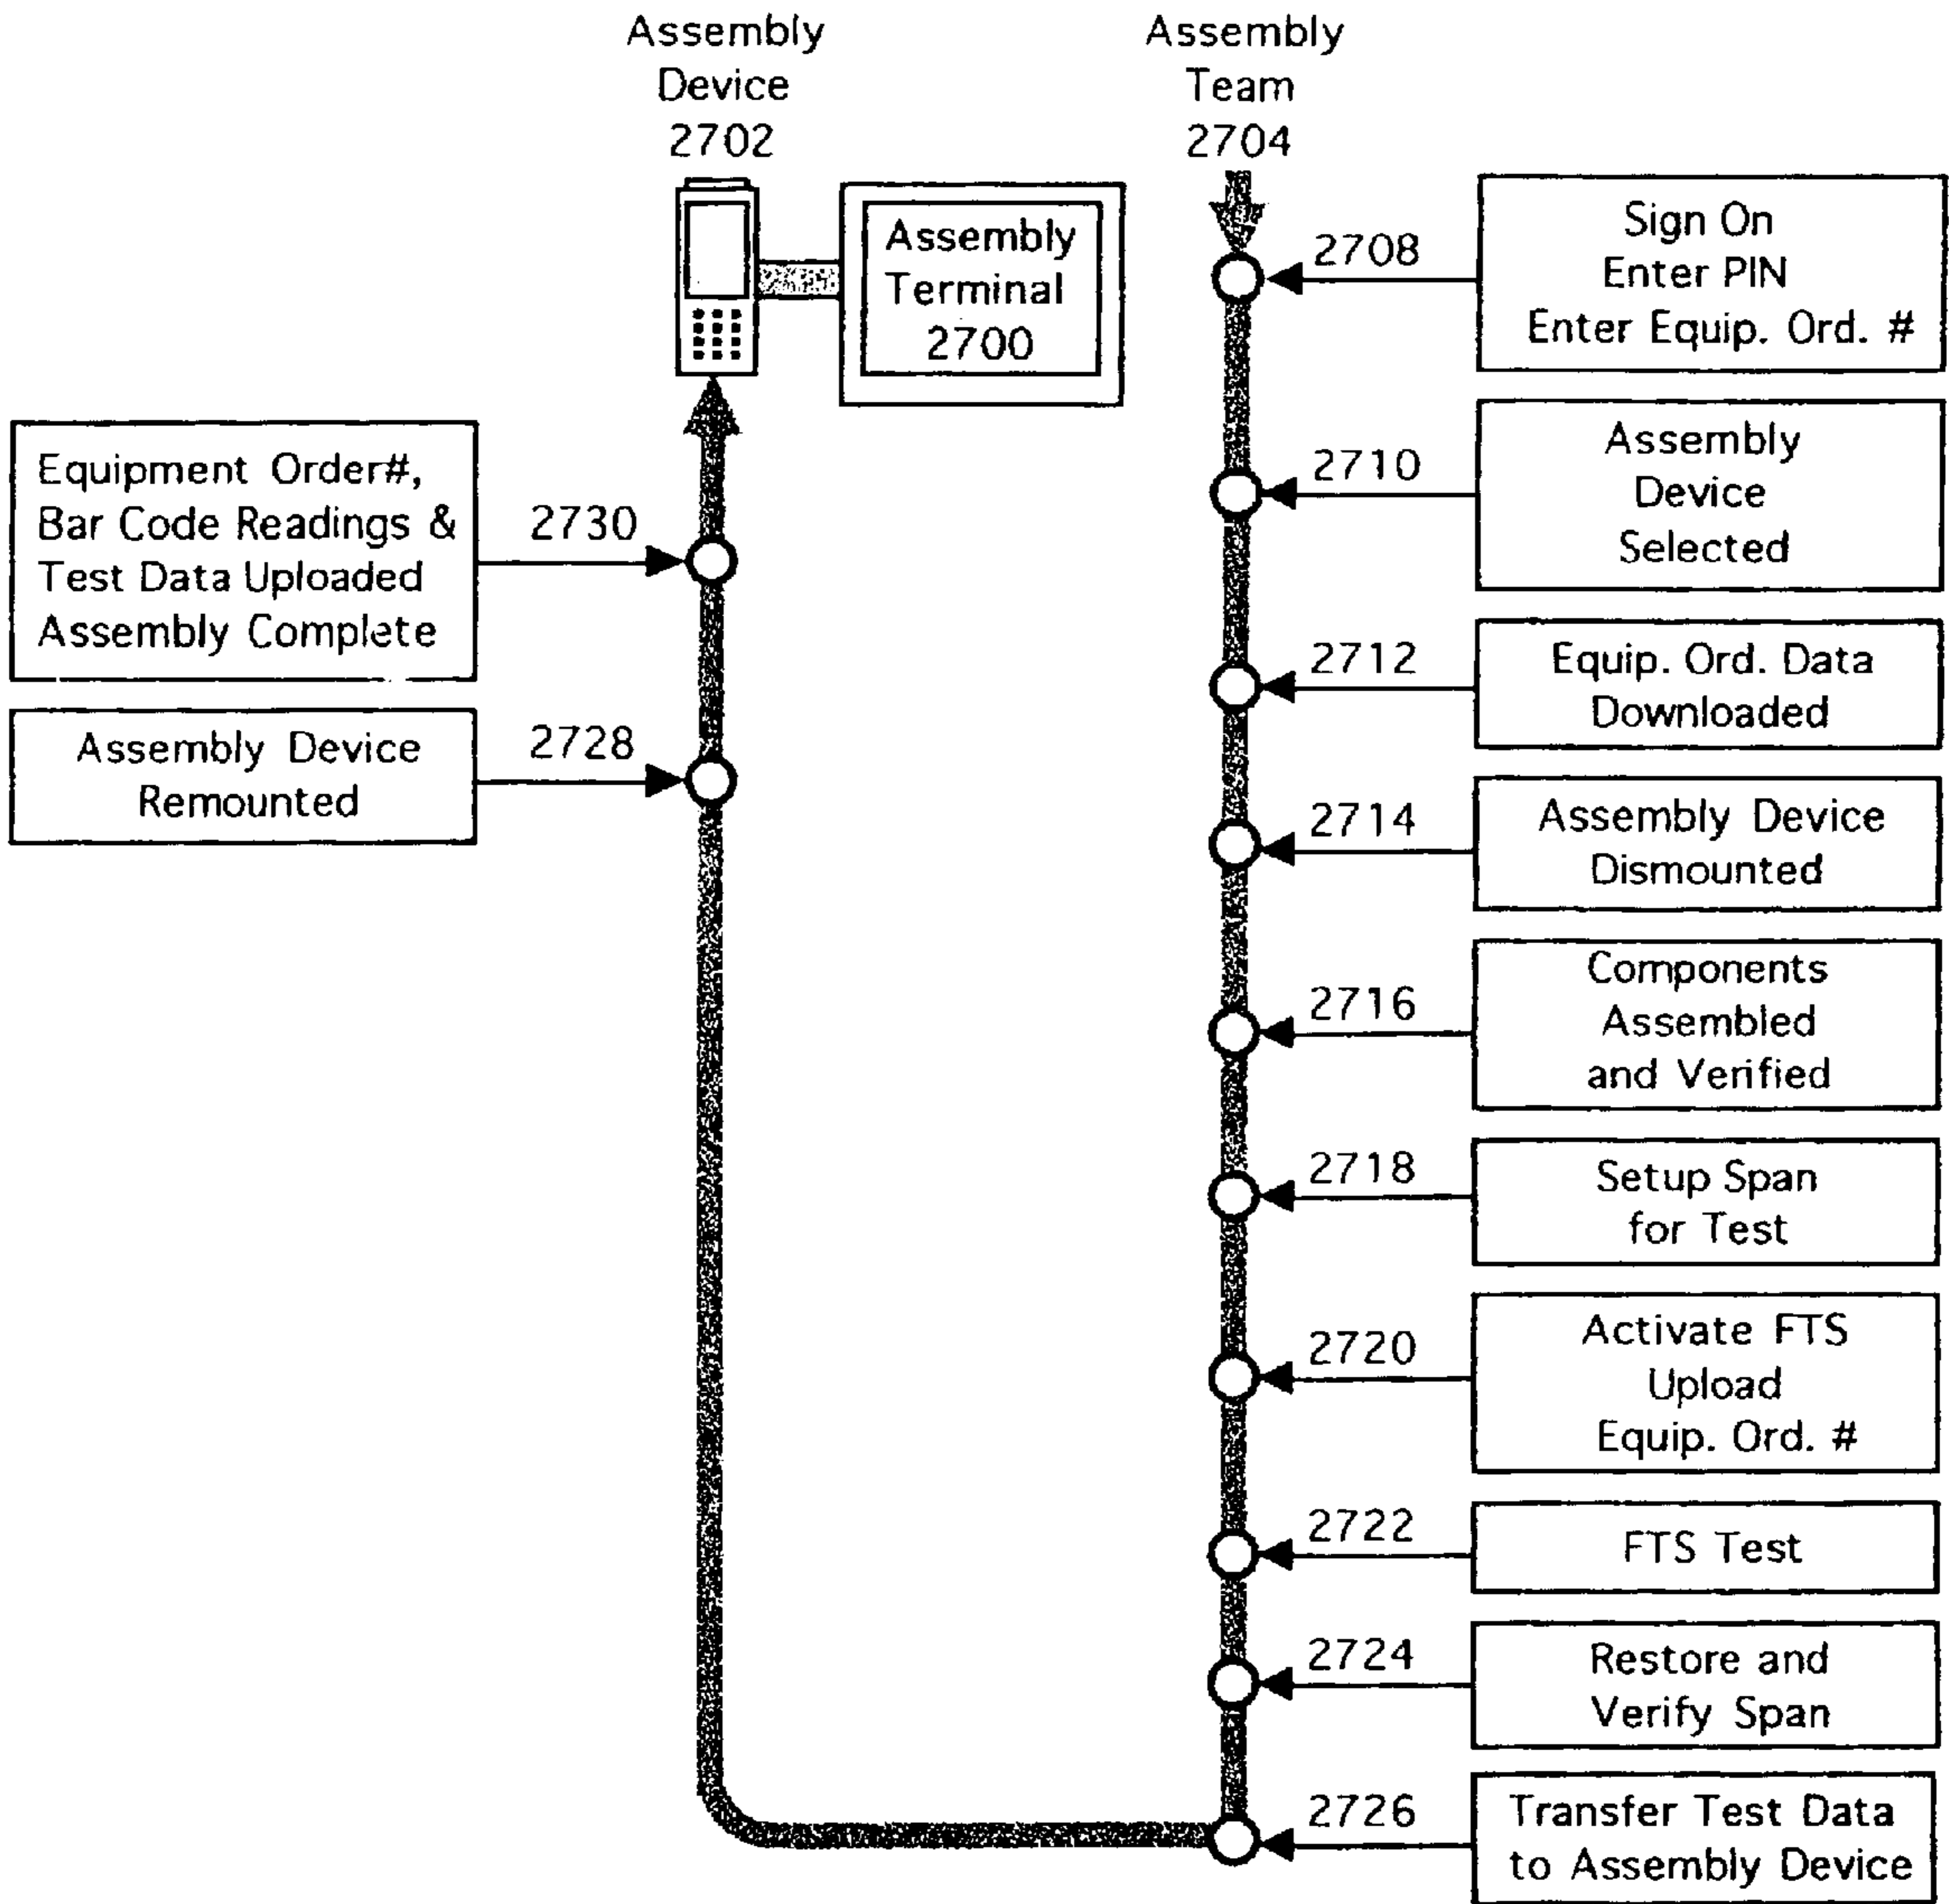 Assembly
Device
2702
Assembly
Team
2704
Assembly
Terminal
2700
2708
Sign On
Enter PIN
Enter Equip. Ord. #
2710
Assembly
Device
Selected
2712
Equip. Ord. Data
Downloaded
2714
Assembly Device
Dismounted
2716
Components
Assembled
and Verified
2718
Setup Span
for Test
2720
Activate FTS
Upload
Equip. Ord. #
2722
FTS Test
2724
Restore and
Verify Span
2726
Transfer Test Data
to Assembly Device
Assembly Device
Remounted
2728
Equipment Order#,
Bar Code Readings &
Test Data Uploaded
Assembly Complete
2730